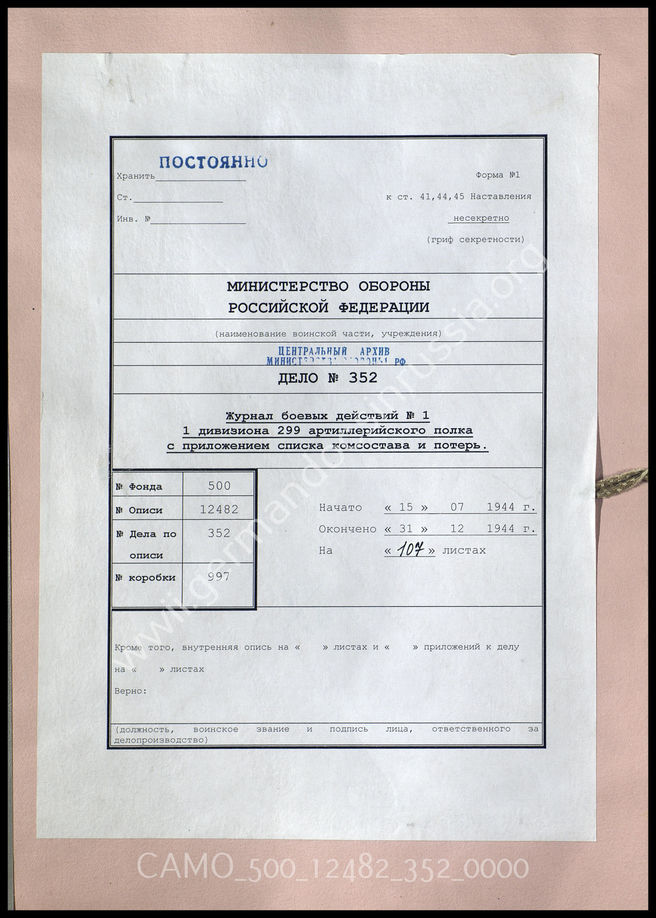 ПОСТОЯННО
Хранить
Форма №1
Ст.
к ст. 41,44,45 Наставления
Инв. №
несекретно
(гриф секретности)
МИНИСТЕРСТВО ОБОРОНЫ
РОССИЙСКОЙ ФЕДЕРАЦИИ
(наименование воинской части, учреждения)
ЦЕНТРАЛЬНЫЙ АРХИВ
РФ
ДЕЛО № 352
Журнал боевых действий № 1
1 дивизиона 299 артиллерийского полка
с приложением списка комсостава и потерь.
№ Фонда 500
№ Описи 12482
№ Дела по описи 352
№ коробки 997
Начато « 15 » 07 1944 г.
Окончено « 31 » 12 1944 г.
На « 107 » листах
Кроме того, внутренняя опись на « » листах и « » приложений к делу
на « » листах
Верно:
(должность, воинское звание и подпись лица, ответственного за
делопроизводство)
www.germandocsinrussia.org
CAMO_500_12482_352_0000